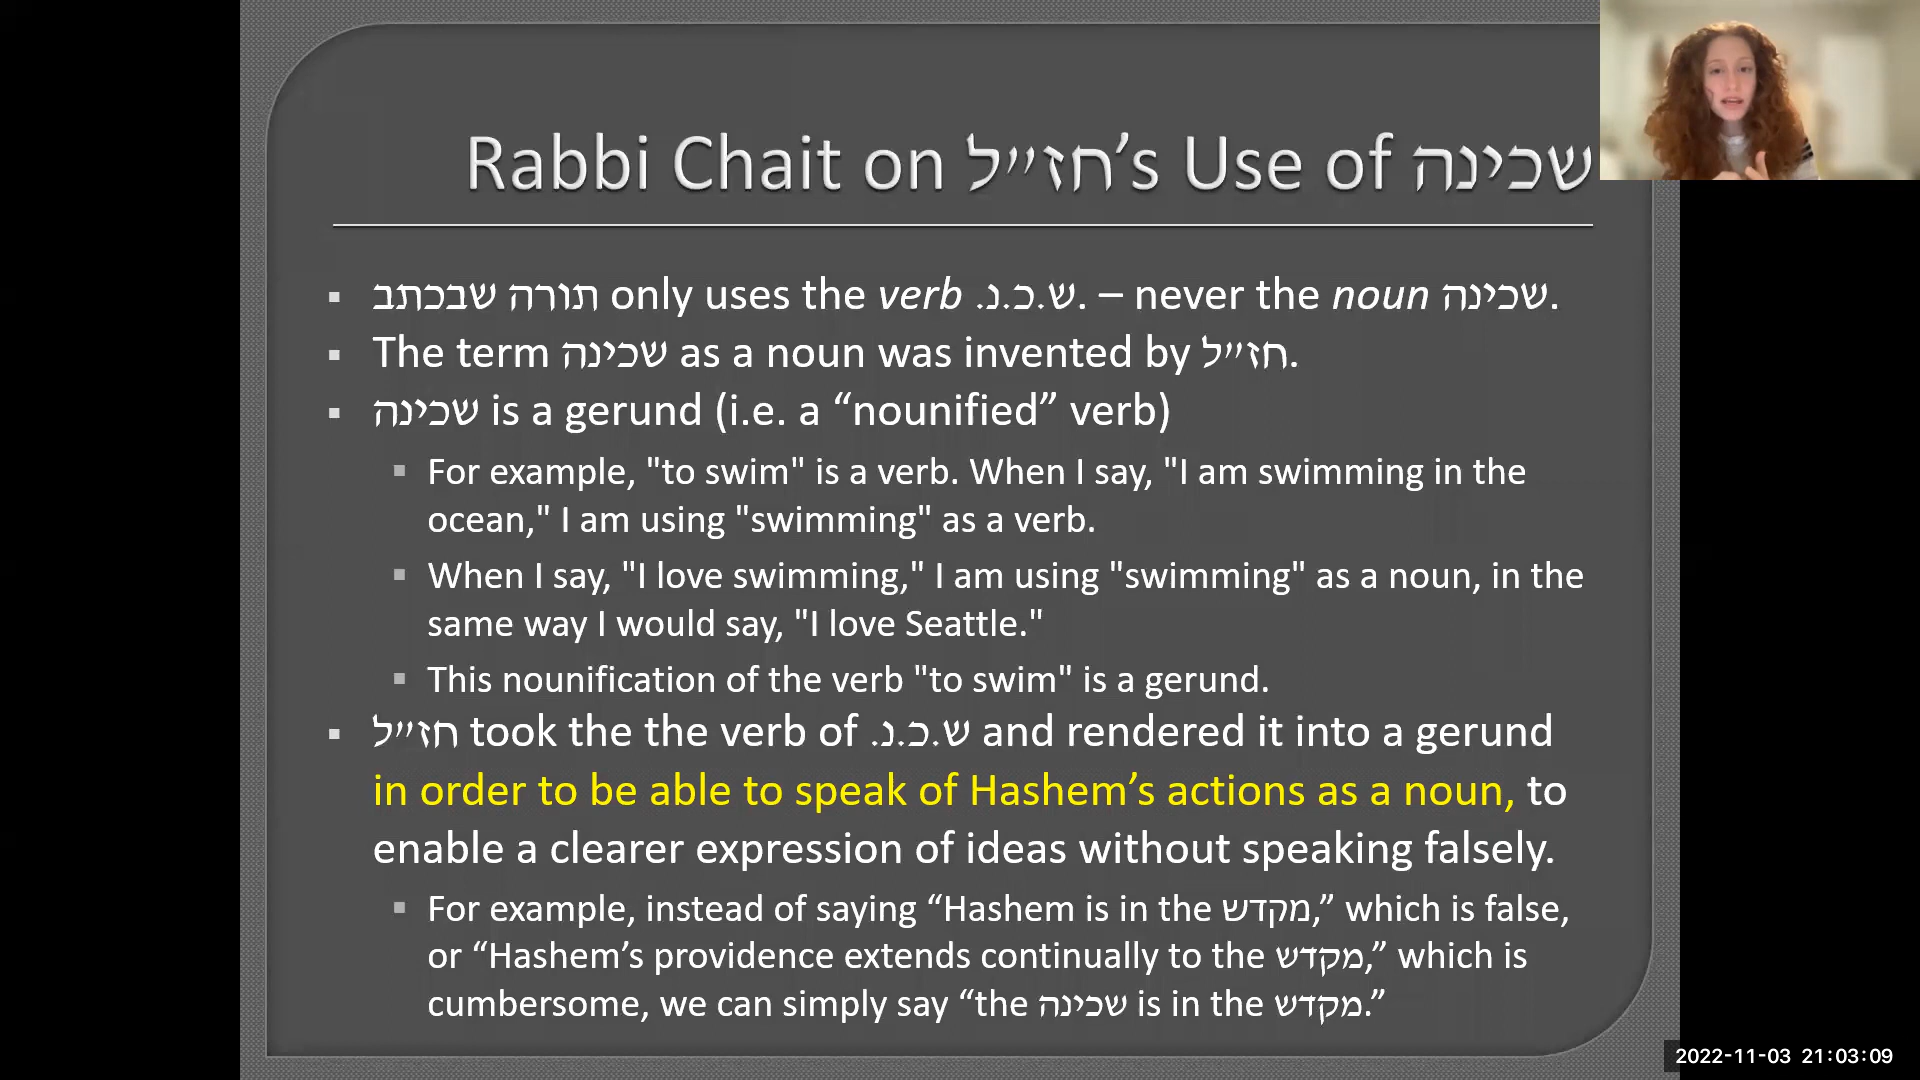 Rabbi Chait on חז״ל’s Use of שכינה
▪ תורה שבכתב only uses the verb ש.כ.נ. – never the noun שכינה.
▪ The term שכינה as a noun was invented by חז״ל.
▪ שכינה is a gerund (i.e. a “nounified” verb)
▪ For example, "to swim" is a verb. When I say, "I am swimming in the
ocean," I am using "swimming" as a verb.
▪ When I say, "I love swimming," I am using "swimming" as a noun, in the
same way I would say, "I love Seattle."
▪ This nounification of the verb "to swim" is a gerund.
▪ חז״ל took the the verb of ש.כ.נ. and rendered it into a gerund
in order to be able to speak of Hashem’s actions as a noun, to
enable a clearer expression of ideas without speaking falsely.
▪ For example, instead of saying “Hashem is in the מקדש,” which is false,
or “Hashem’s providence extends continually to the מקדש,” which is
cumbersome, we can simply say “the שכינה is in the מקדש.”
2022-11-03 21:03:09